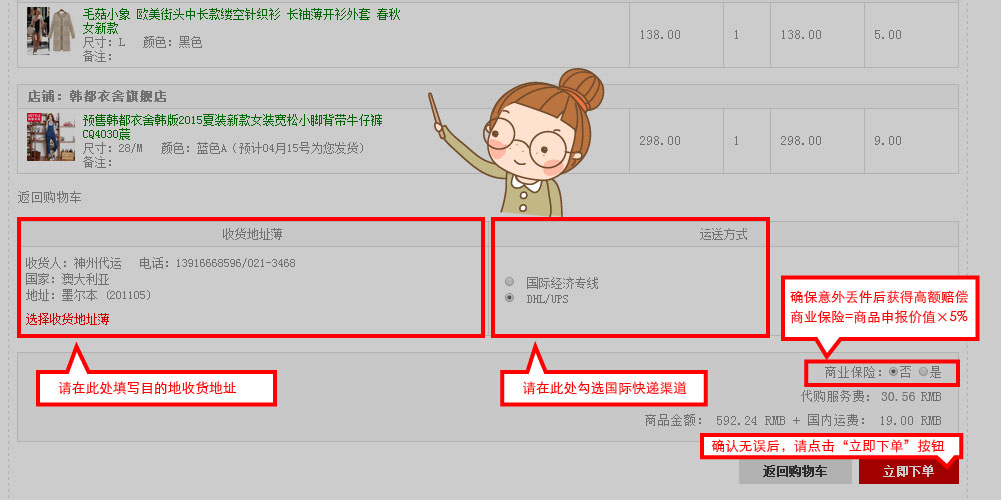 毛菇小象 欧美街头中长款缕空针织衫 长袖薄开衫外套 春秋
女新款
尺寸: L 颜色: 黑色
备注:
138.00 1 138.00 5.00
店铺: 韩都衣舍旗舰店
预售韩都衣舍韩版2015夏装新款女装宽松小脚背带牛仔裤
CQ4030莀
尺寸: 28/M 颜色: 蓝色A (预计04月15号为您发货)
备注:
298.00 1 298.00 9.00
返回购物车
收货地址薄
收货人: 神州代运 电话: 13916668596/021-3468
国家: 澳大利亚
地址: 墨尔本 (201105)
选择收货地址薄
运送方式
国际经济专线
DHL/UPS
确保意外丢件后获得高额赔偿
商业保险=商品申报价值×5%
请在此处填写目的地收货地址
请在此处勾选国际快递渠道
商业保险: 否 是
代购服务费: 30.56 RMB
商品金额: 592.24 RMB + 国内运费: 19.00 RMB
确认无误后，请点击“立即下单”按钮
返回购物车
立即下单